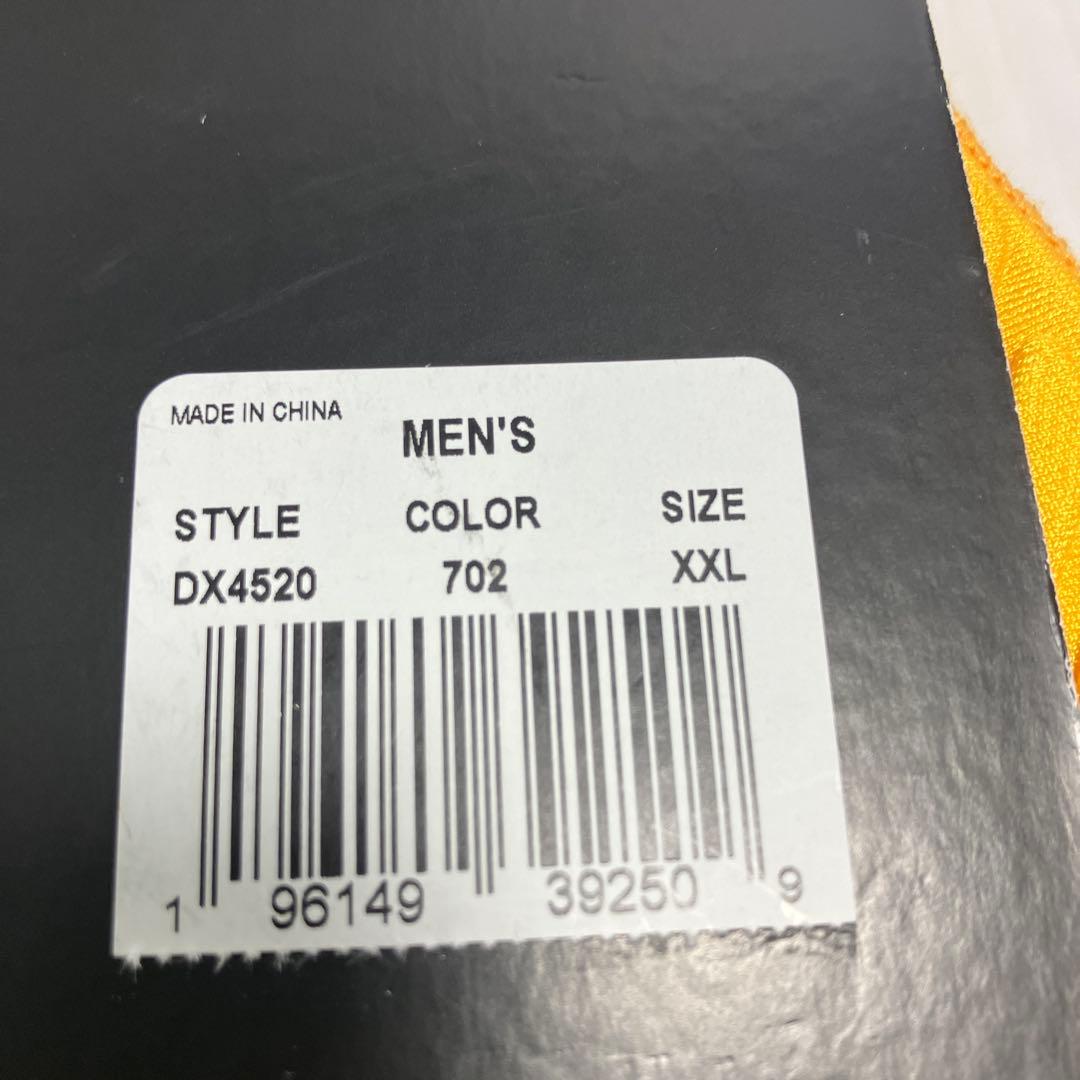 MADE IN CHINA
MEN'S
STYLE COLOR SIZE
DX4520 702 XXL
1 96149 39250 9